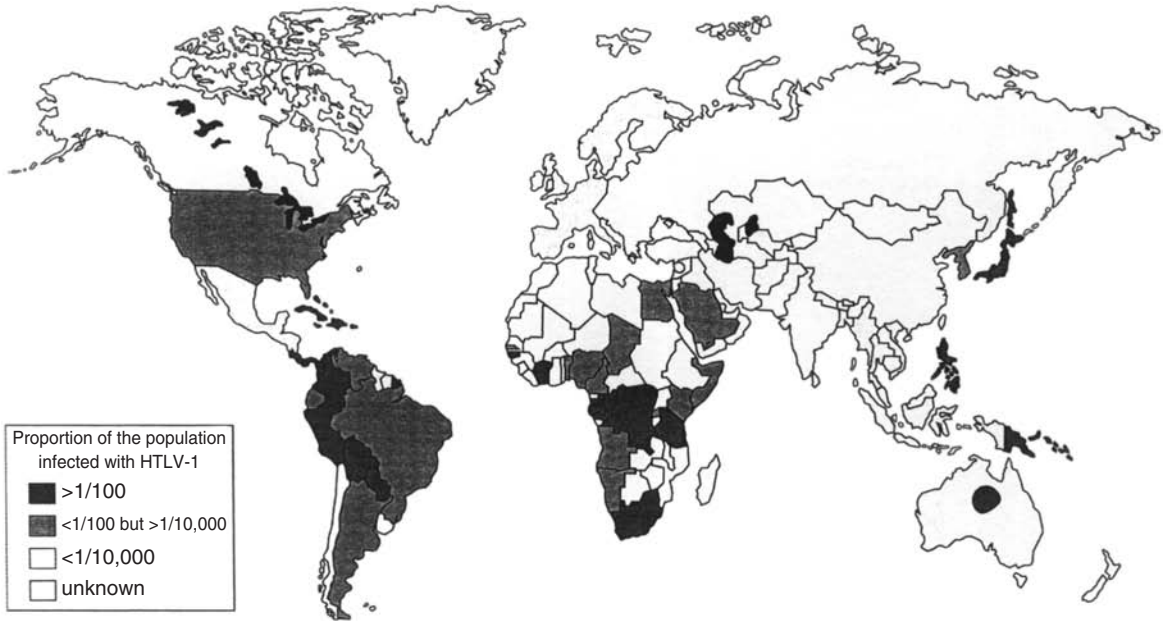 Proportion of the population
infected with HTLV-1
>1/100
<1/100 but >1/10,000
<1/10,000
unknown